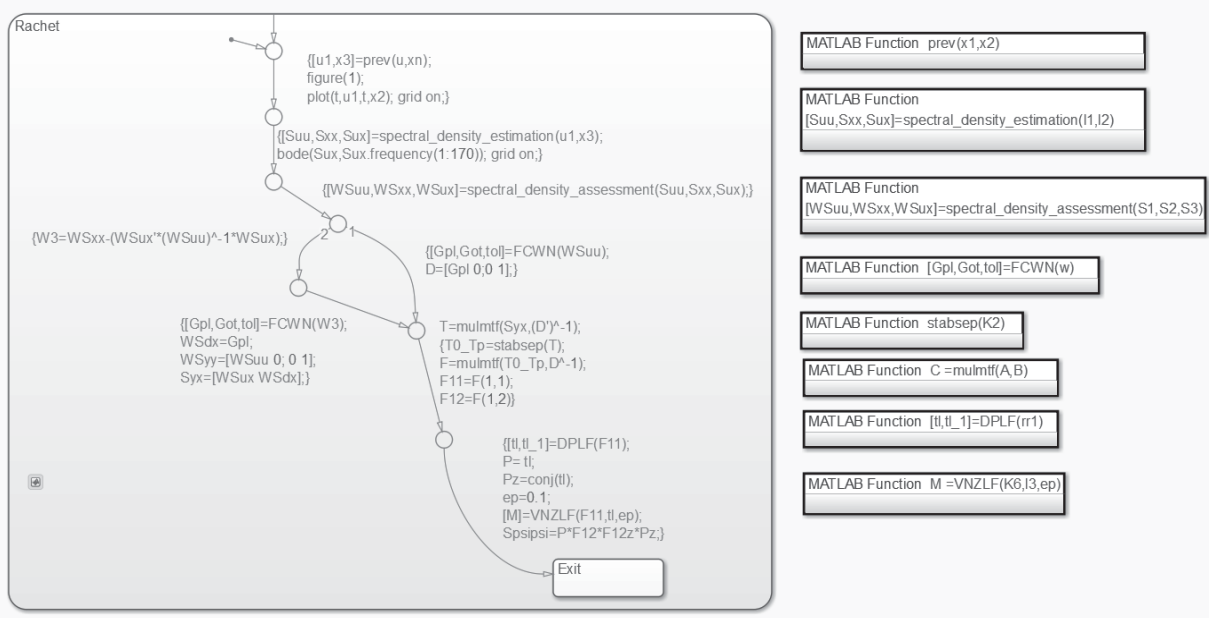 Rachet
{[u1,x3]=prev(u,xn);
figure(1);
plot(t,u1,t,x2); grid on;}
{[Suu,Sxx,Sux]=spectral_density_estimation(u1,x3);
bode(Sux,Sux.frequency(1:170)); grid on;}
{[WSuu,WSxx,WSux]=spectral_density_assessment(Suu,Sxx,Sux);}
{W3=WSxx-(WSux'*(WSuu)^-1*WSux);}
2
1
{[Gpl,Got,tol]=FCWN(WSuu);
D=[Gpl 0;0 1];}
{[Gpl,Got,tol]=FCWN(W3);
WSdx=Gpl;
WSyy=[WSuu 0; 0 1];
Syx=[WSux WSdx];}
T=mulmtf(Syx,(D')^-1);
{T0_Tp=stabsep(T);
F=mulmtf(T0_Tp,D^-1);
F11=F(1,1);
F12=F(1,2)}
{[tl,tl_1]=DPLF(F11);
P= tl;
Pz=conj(tl);
ep=0.1;
[M]=VNZLF(F11,tl,ep);
Spsipsi=P*F12*F12z*Pz;}
Exit
MATLAB Function prev(x1,x2)
MATLAB Function
[Suu,Sxx,Sux]=spectral_density_estimation(I1,I2)
MATLAB Function
[WSuu,WSxx,WSux]=spectral_density_assessment(S1,S2,S3)
MATLAB Function [Gpl,Got,tol]=FCWN(w)
MATLAB Function stabsep(K2)
MATLAB Function C =mulmtf(A,B)
MATLAB Function [tl,tl_1]=DPLF(rr1)
MATLAB Function M =VNZLF(K6,I3,ep)